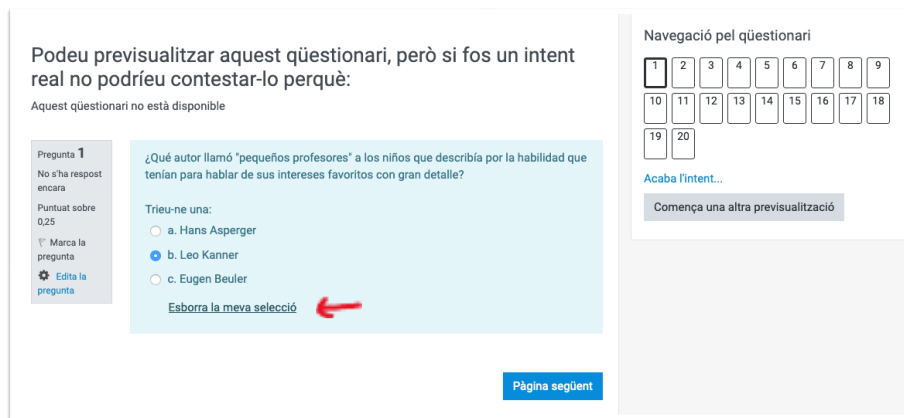 Podeu previsualitzar aquest qüestionari, però si fos un intent
real no podríeu contestar-lo perquè:
Aquest qüestionari no està disponible
Pregunta 1
No s'ha respost
encara
Puntuat sobre
0,25
Marca la
pregunta
Edita la
pregunta
¿Qué autor llamó "pequeños profesores" a los niños que describía por la habilidad que
tenían para hablar de sus intereses favoritos con gran detalle?
Trieu-ne una:
a. Hans Asperger
b. Leo Kanner
c. Eugen Beuler
Esborra la meva selecció
Pàgina següent
Navegació pel qüestionari
1 2 3 4 5 6 7 8 9
10 11 12 13 14 15 16 17 18
19 20
Acaba l'intent...
Comença una altra previsualització